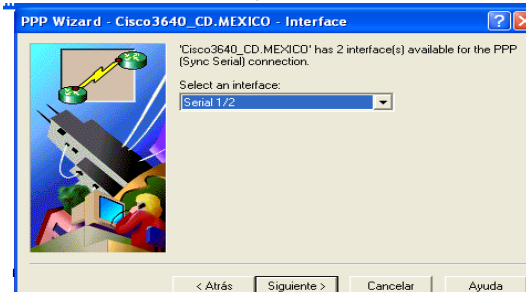 PPP Wizard - Cisco3640_CD.MEXICO - Interface
'Cisco3640_CD.MEXICO' has 2 interface(s) available for the PPP
(Sync Serial) connection.
Select an interface:
Serial 1/2
< Atrás Siguiente > Cancelar Ayuda